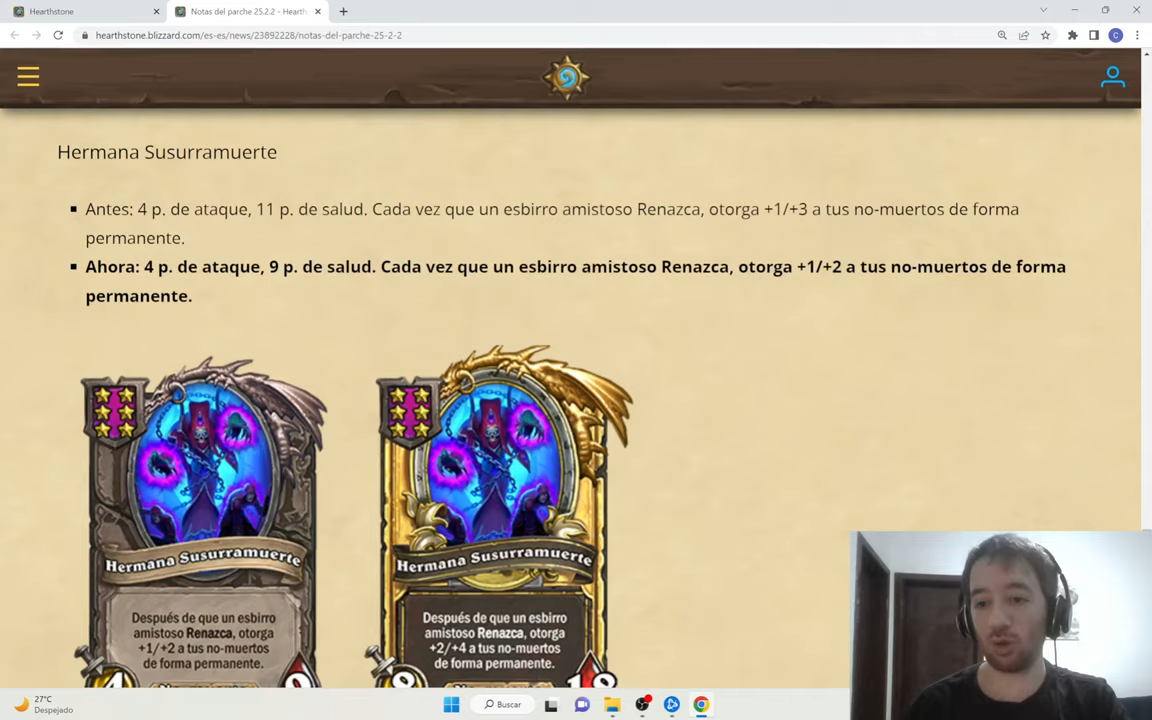 Hearthstone
Notas del parche 25.2.2 - Hearth
hearthstone.blizzard.com/es-es/news/23892228/notas-del-parche-25-2-2
C
Hermana Susurramuerte
Antes: 4 p. de ataque, 11 p. de salud. Cada vez que un esbirro amistoso Renazca, otorga +1/+3 a tus no-muertos de forma
permanente.
Ahora: 4 p. de ataque, 9 p. de salud. Cada vez que un esbirro amistoso Renazca, otorga +1/+2 a tus no-muertos de forma
permanente.
Hermana Susurramuerte
Después de que un esbirro
amistoso Renazca, otorga
+1/+2 a tus no-muertos
de forma permanente.
4
9
Hermana Susurramuerte
Después de que un esbirro
amistoso Renazca, otorga
+2/+4 a tus no-muertos
de forma permanente.
8
18
27°C
Despejado
Buscar